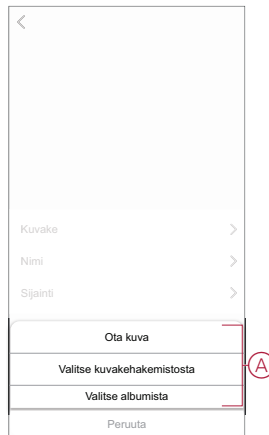 Kuvake
Nimi
Sijainti
Ota kuva
Valitse kuvakehakemistosta
A
Valitse albumista
Peruuta